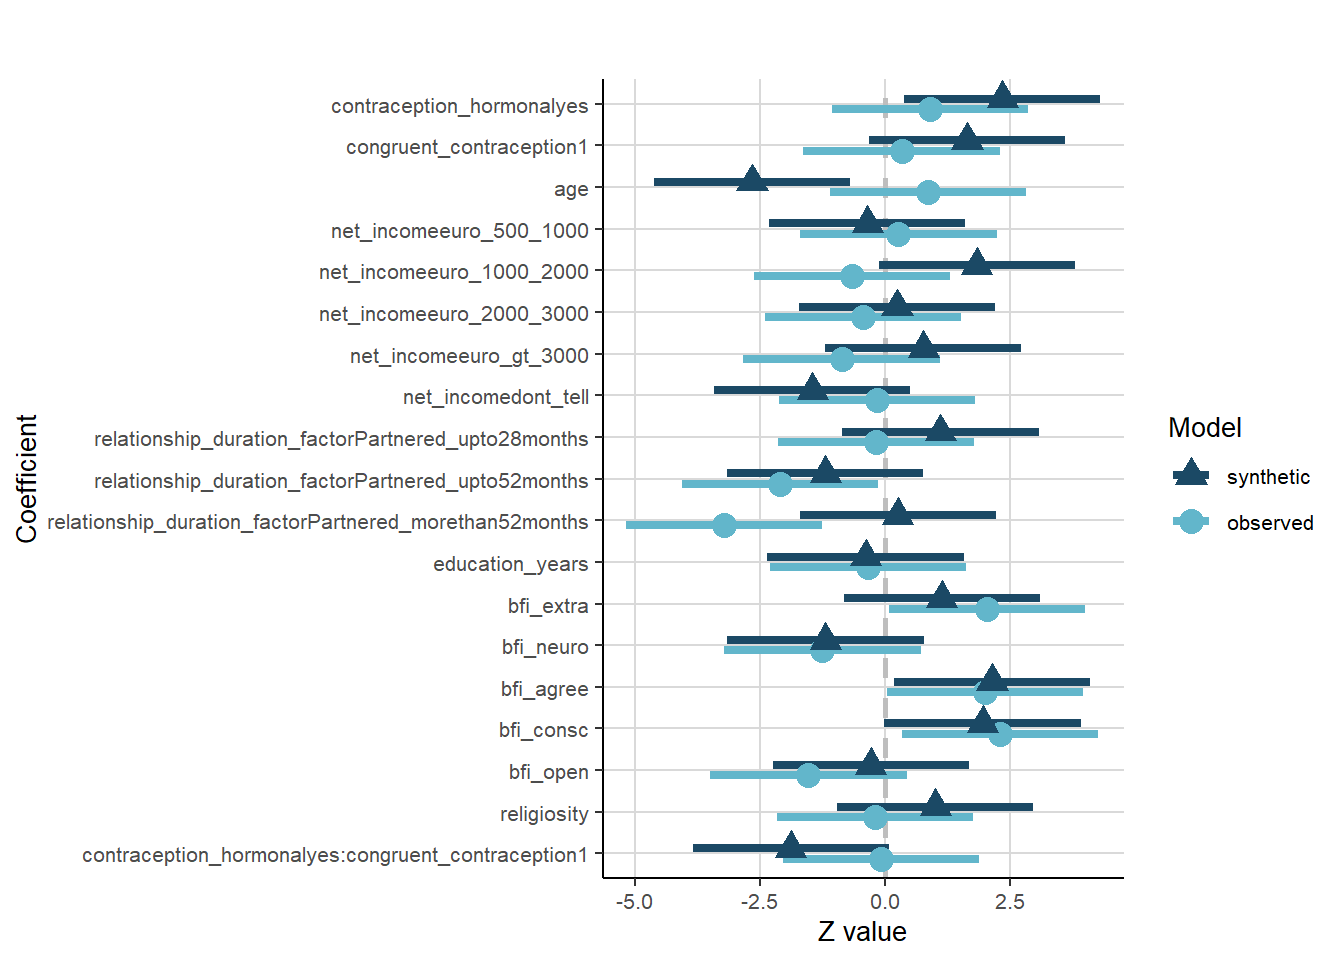 contraception_hormonalyes
congruent_contraception1
age
net_incomeeuro_500_1000
net_incomeeuro_1000_2000
net_incomeeuro_2000_3000
net_incomeeuro_gt_3000
net_incomedont_tell
relationship_duration_factorPartnered_upto28months
relationship_duration_factorPartnered_upto52months
relationship_duration_factorPartnered_morethan52months
education_years
bfi_extra
bfi_neuro
bfi_agree
bfi_consc
bfi_open
religiosity
contraception_hormonalyes:congruent_contraception1
Coefficient
-5.0 -2.5 0.0 2.5
Z value
Model
synthetic
observed